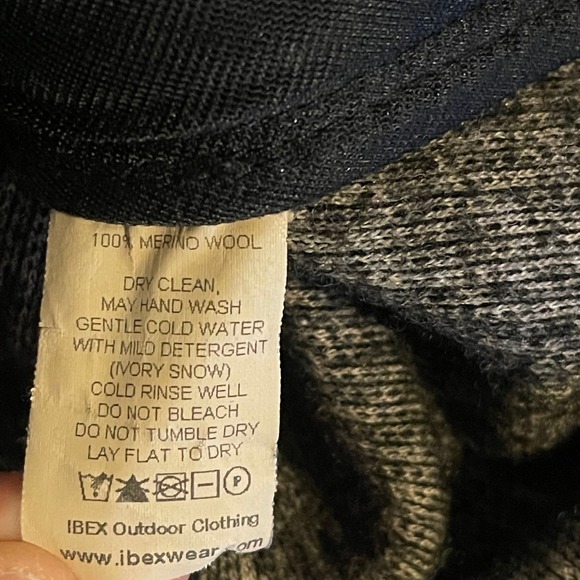 100% MERINO WOOL
DRY CLEAN,
MAY HAND WASH
GENTLE COLD WATER
WITH MILD DETERGENT
(IVORY SNOW)
COLD RINSE WELL
DO NOT BLEACH
DO NOT TUMBLE DRY
LAY FLAT TO DRY
P
IBEX Outdoor Clothing
www.ibexwear.com